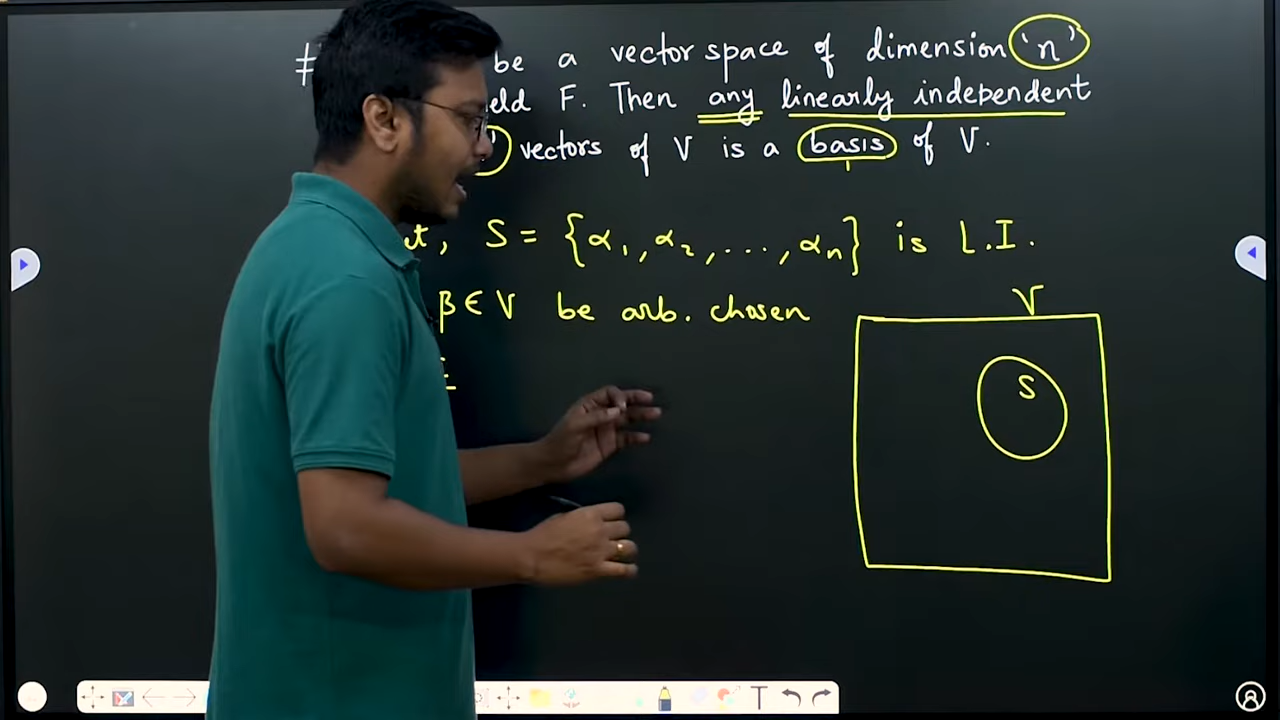 # be a vector space of dimension 'n'
eld F. Then any linearly independent
vectors of V is a basis of V.
et, S = {α₁, α₂, ..., αₙ} is L.I.
β ∈ V be arb. chosen
V
S
T